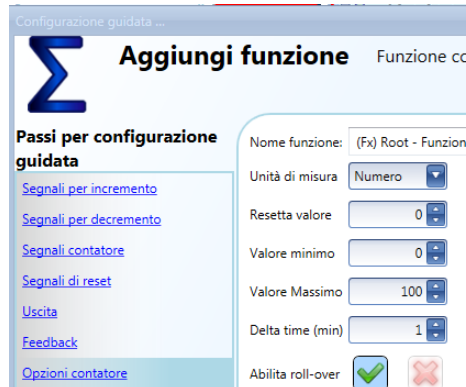 Configurazione guidata ...
Aggiungi funzione
Funzione co
Passi per configurazione
guidata
Segnali per incremento
Segnali per decremento
Segnali contatore
Segnali di reset
Uscita
Feedback
Opzioni contatore
Nome funzione: (Fx) Root - Funzion
Unità di misura Numero
Resetta valore 0
Valore minimo 0
Valore Massimo 100
Delta time (min) 1
Abilita roll-over